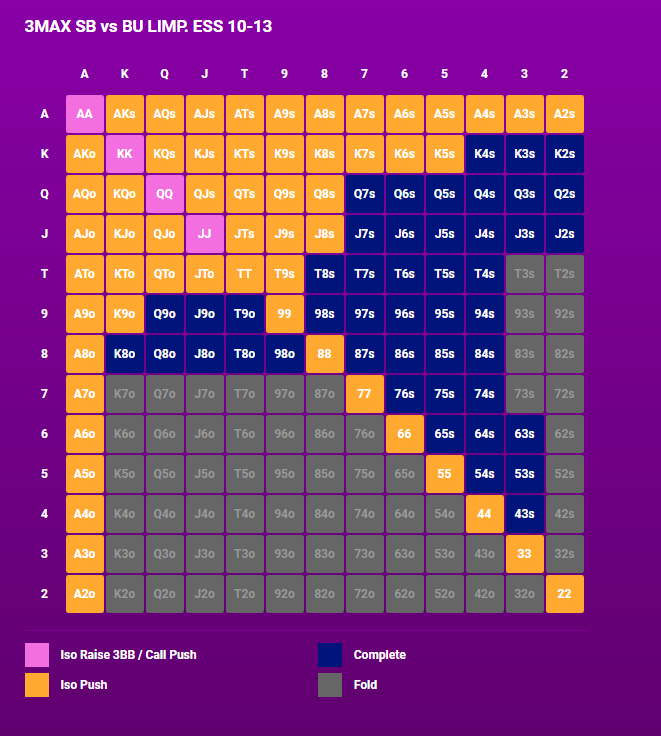 3MAX SB vs BU LIMP. ESS 10-13
A K Q J T 9 8 7 6 5 4 3 2
A AA AKs AQs AJs ATs A9s A8s A7s A6s A5s A4s A3s A2s
K AKo KK KQs KJs KTs K9s K8s K7s K6s K5s K4s K3s K2s
Q AQo KQo QQ QJs QTs Q9s Q8s Q7s Q6s Q5s Q4s Q3s Q2s
J AJo KJo QJo JJ JTs J9s J8s J7s J6s J5s J4s J3s J2s
T ATo KTo QTo JTo TT T9s T8s T7s T6s T5s T4s T3s T2s
9 A9o K9o Q9o J9o T9o 99 98s 97s 96s 95s 94s 93s 92s
8 A8o K8o Q8o J8o T8o 98o 88 87s 86s 85s 84s 83s 82s
7 A7o K7o Q7o J7o T7o 97o 87o 77 76s 75s 74s 73s 72s
6 A6o K6o Q6o J6o T6o 96o 86o 76o 66 65s 64s 63s 62s
5 A5o K5o Q5o J5o T5o 95o 85o 75o 65o 55 54s 53s 52s
4 A4o K4o Q4o J4o T4o 94o 84o 74o 64o 54o 44 43s 42s
3 A3o K3o Q3o J3o T3o 93o 83o 73o 63o 53o 43o 33 32s
2 A2o K2o Q2o J2o T2o 92o 82o 72o 62o 52o 42o 32o 22
Iso Raise 3BB / Call Push Complete
Iso Push Fold